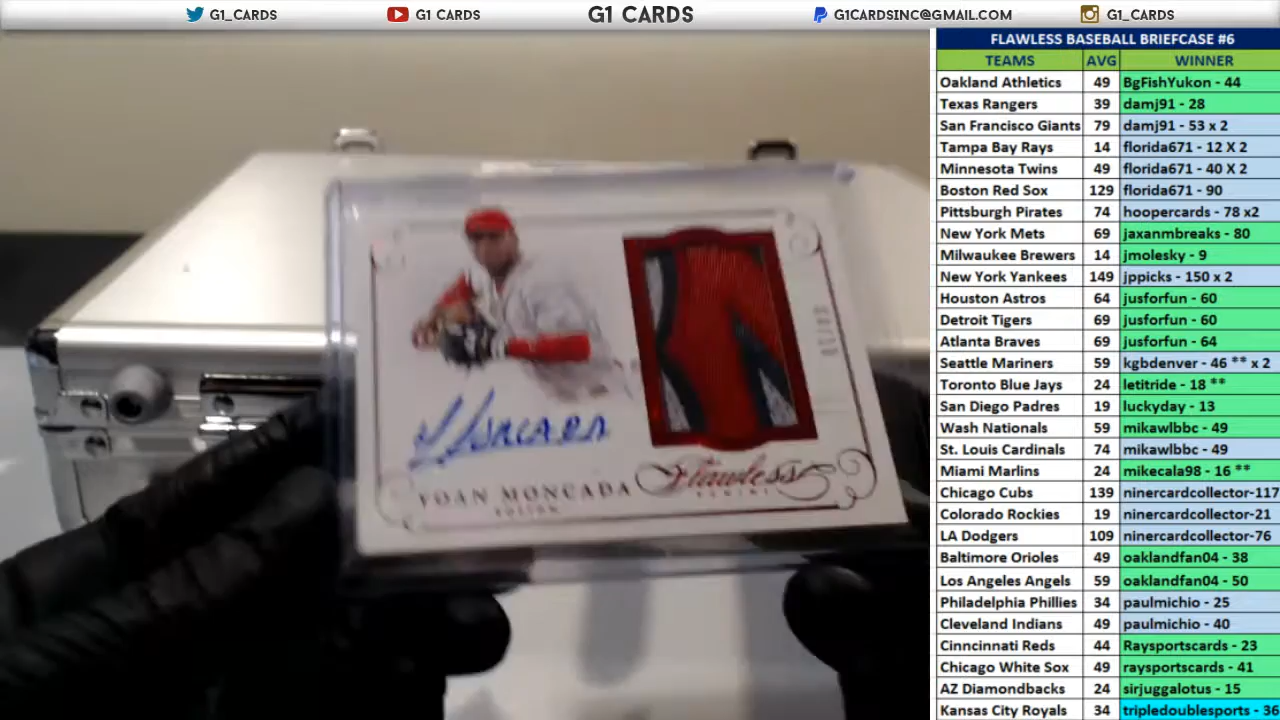 G1_CARDS G1 CARDS G1 CARDS G1CARDSINC@GMAIL.COM G1_CARDS
FLAWLESS BASEBALL BRIEFCASE #6
TEAMS AVG WINNER
Oakland Athletics 49 BgFishYukon - 44
Texas Rangers 39 damj91 - 28
San Francisco Giants 79 damj91 - 53 x 2
Tampa Bay Rays 14 florida671 - 12 X 2
Minnesota Twins 49 florida671 - 40 X 2
Boston Red Sox 129 florida671 - 90
Pittsburgh Pirates 74 hoopercards - 78 x2
New York Mets 69 jaxanmbreaks - 80
Milwaukee Brewers 14 jmolesky - 9
New York Yankees 149 jppicks - 150 x 2
Houston Astros 64 jusforfun - 60
Detroit Tigers 69 jusforfun - 60
Atlanta Braves 69 jusforfun - 64
Seattle Mariners 59 kgbdenver - 46 ** x 2
Toronto Blue Jays 24 letitride - 18 **
San Diego Padres 19 luckyday - 13
Wash Nationals 59 mikawlbbc - 49
St. Louis Cardinals 74 mikawlbbc - 49
Miami Marlins 24 mikecala98 - 16 **
Chicago Cubs 139 ninercardcollector-117
Colorado Rockies 19 ninercardcollector-21
LA Dodgers 109 ninercardcollector-76
Baltimore Orioles 49 oaklandfan04 - 38
Los Angeles Angels 59 oaklandfan04 - 50
Philadelphia Phillies 34 paulmichio - 25
Cleveland Indians 49 paulmichio - 40
Cinncinnati Reds 44 Raysportscards - 23
Chicago White Sox 49 raysportscards - 41
AZ Diamondbacks 24 sirjuggalotus - 15
Kansas City Royals 34 tripledoublesports - 36
YOAN MONCADA
BOSTON
Flawless
PANINI